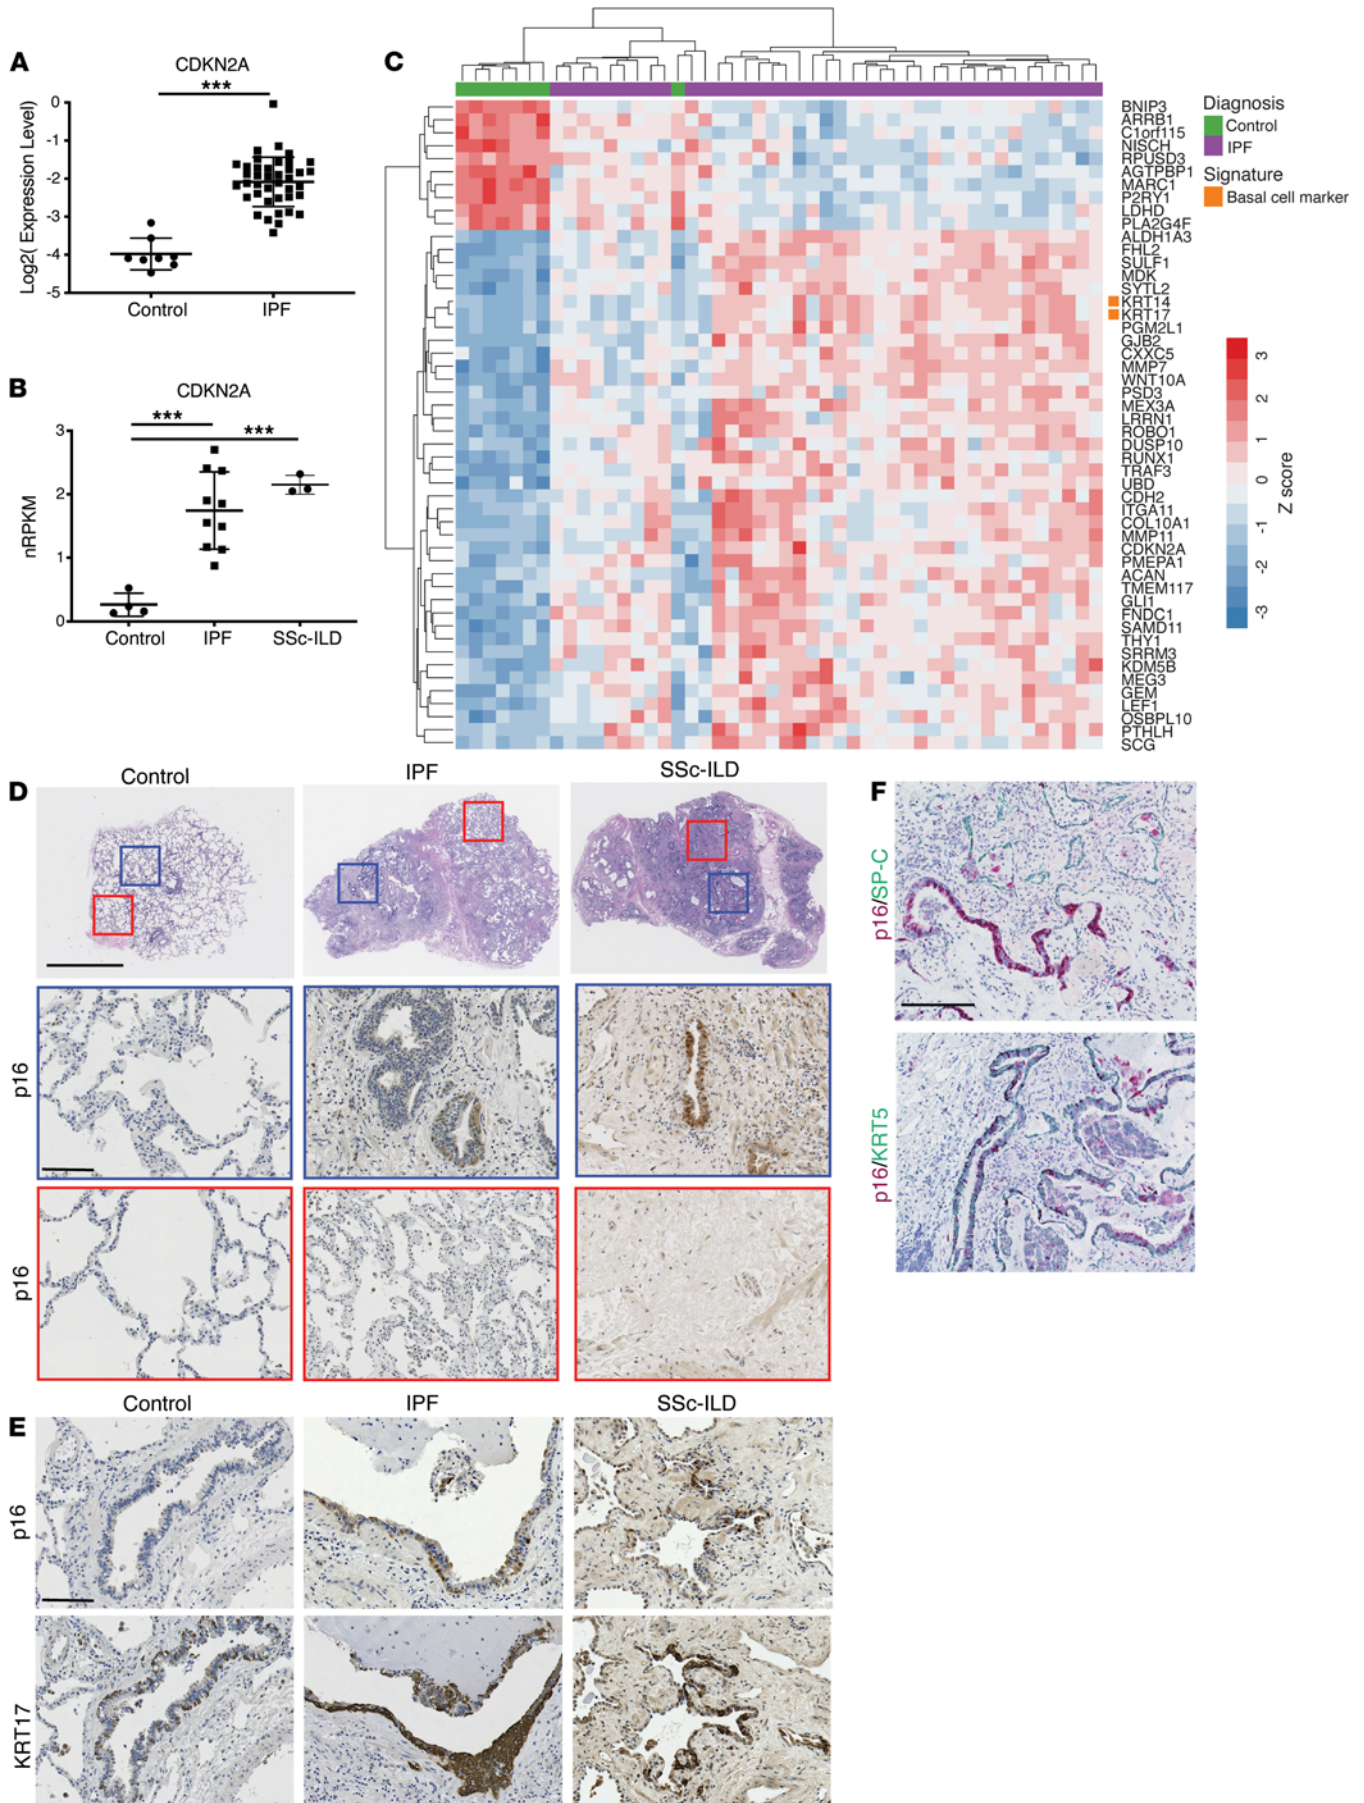 A
CDKN2A
***
Log2( Expression Level)
0
-1
-2
-3
-4
-5
Control
IPF
B
CDKN2A
***
***
nRPKM
3
2
1
0
Control
IPF
SSc-ILD
C
BNIP3
ARRB1
C1orf115
NISCH
RPUSD3
AGTPBP1
MARC1
P2RY1
LDHD
PLA2G4F
ALDH1A3
FHL2
SULF1
MDK
SYTL2
KRT14
KRT17
PGM2L1
GJB2
CXXC5
MMP7
WNT10A
PSD3
MEX3A
LRRN1
ROBO1
DUSP10
RUNX1
TRAF3
UBD
CDH2
ITGA11
COL10A1
MMP11
CDKN2A
PMEPA1
ACAN
TMEM117
GLI1
FNDC1
SAMD11
THY1
SRRM3
KDM5B
MEG3
GEM
LEF1
OSBPL10
PTHLH
SCG
Diagnosis
Control
IPF
Signature
Basal cell marker
3
2
1
0
-1
-2
-3
Z score
D
Control
IPF
SSc-ILD
p16
p16
E
Control
IPF
SSc-ILD
p16
KRT17
F
p16/SP-C
p16/KRT5